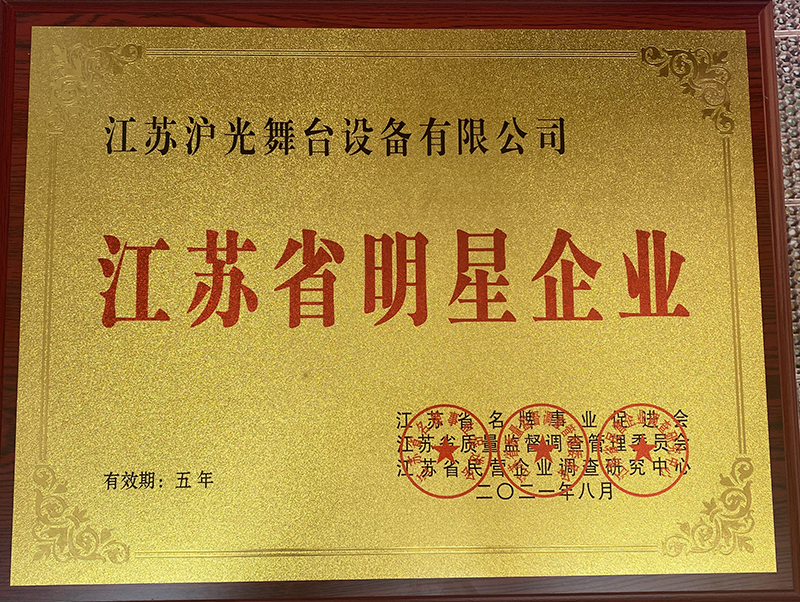 江苏沪光舞台设备有限公司
江苏省明星企业
江苏省名牌事业促进会
江苏省质量监督调查管理委员会
江苏省民营企业调查研究中心
有效期：五年
二〇二一年八月